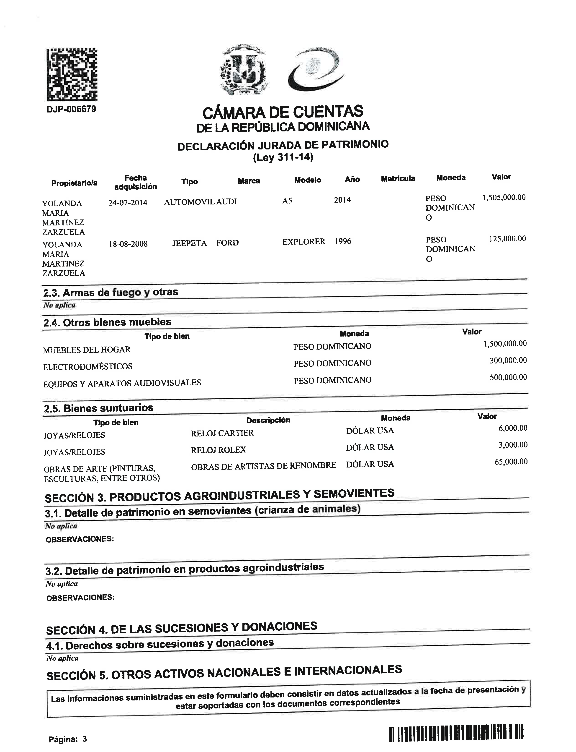 DJP-006679
CÁMARA DE CUENTAS
DE LA REPÚBLICA DOMINICANA
DECLARACIÓN JURADA DE PATRIMONIO
(Ley 311-14)
Propietario/s Fecha adquisición Tipo Marca Modelo Año Matrícula Moneda Valor
YOLANDA 24-07-2014 AUTOMOVIL AUDI A5 2014 PESO 1,505,000.00
MARIA DOMINICAN
MARTINEZ O
ZARZUELA
YOLANDA 18-08-2008 JEEPETA FORD EXPLORER 1996 PESO 125,000.00
MARIA DOMINICAN
MARTINEZ O
ZARZUELA
2.3. Armas de fuego y otras
No aplica
2.4. Otros bienes muebles
Tipo de bien Moneda Valor
MUEBLES DEL HOGAR PESO DOMINICANO 1,500,000.00
ELECTRODOMÉSTICOS PESO DOMINICANO 300,000.00
EQUIPOS Y APARATOS AUDIOVISUALES PESO DOMINICANO 500,000.00
2.5. Bienes suntuarios
Tipo de bien Descripción Moneda Valor
JOYAS/RELOJES RELOJ CARTIER DÓLAR USA 6,000.00
JOYAS/RELOJES RELOJ ROLEX DÓLAR USA 3,000.00
OBRAS DE ARTE (PINTURAS, OBRAS DE ARTISTAS DE RENOMBRE DÓLAR USA 65,000.00
ESCULTURAS, ENTRE OTROS)
SECCIÓN 3. PRODUCTOS AGROINDUSTRIALES Y SEMOVIENTES
3.1. Detalle de patrimonio en semovientes (crianza de animales)
No aplica
OBSERVACIONES:
3.2. Detalle de patrimonio en productos agroindustriales
No aplica
OBSERVACIONES:
SECCIÓN 4. DE LAS SUCESIONES Y DONACIONES
4.1. Derechos sobre sucesiones y donaciones
No aplica
SECCIÓN 5. OTROS ACTIVOS NACIONALES E INTERNACIONALES
Las informaciones suministradas en este formulario deben consistir en datos actualizados a la fecha de presentación y
estar soportadas con los documentos correspondientes
Página: 3